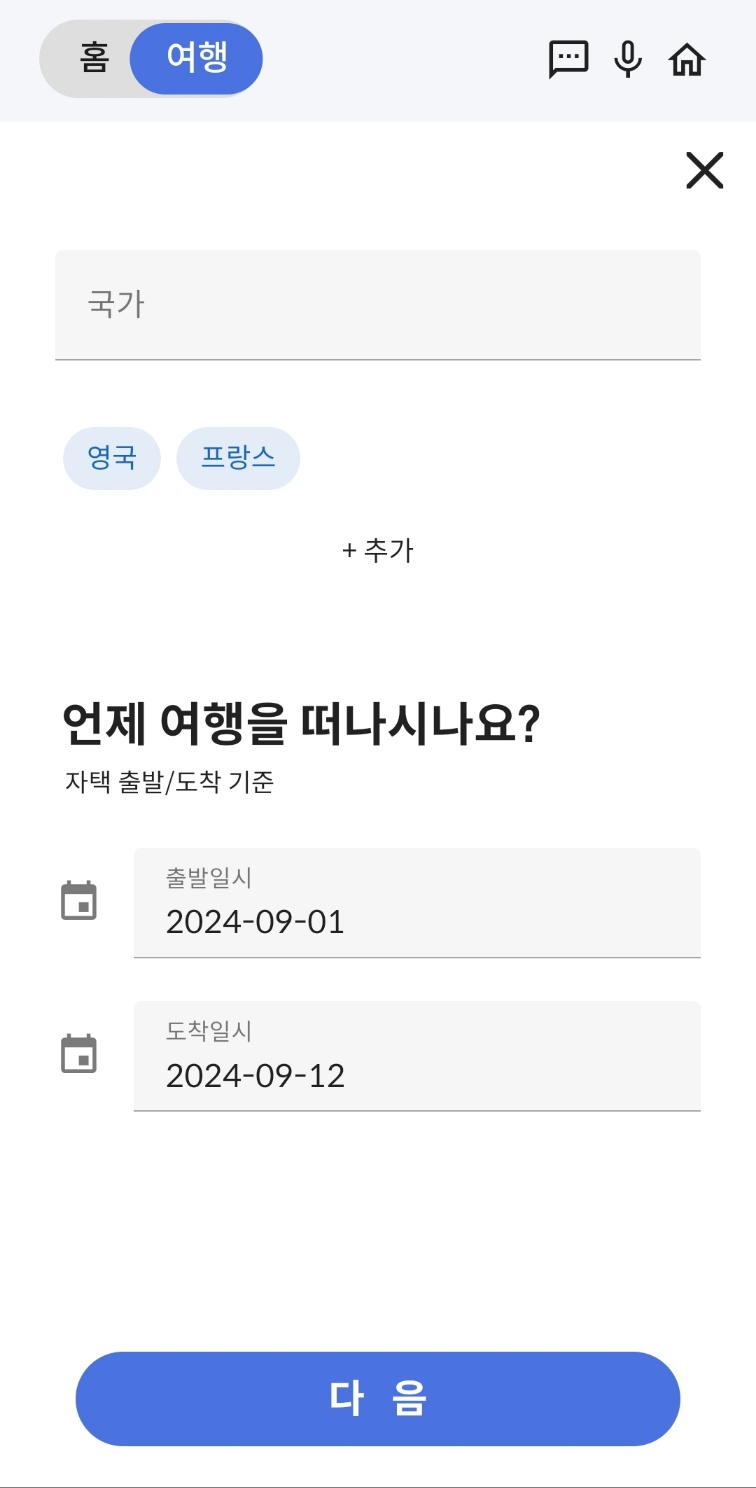 홈 여행
국가
영국 프랑스
+ 추가
언제 여행을 떠나시나요?
자택 출발/도착 기준
출발일시
2024-09-01
도착일시
2024-09-12
다 음